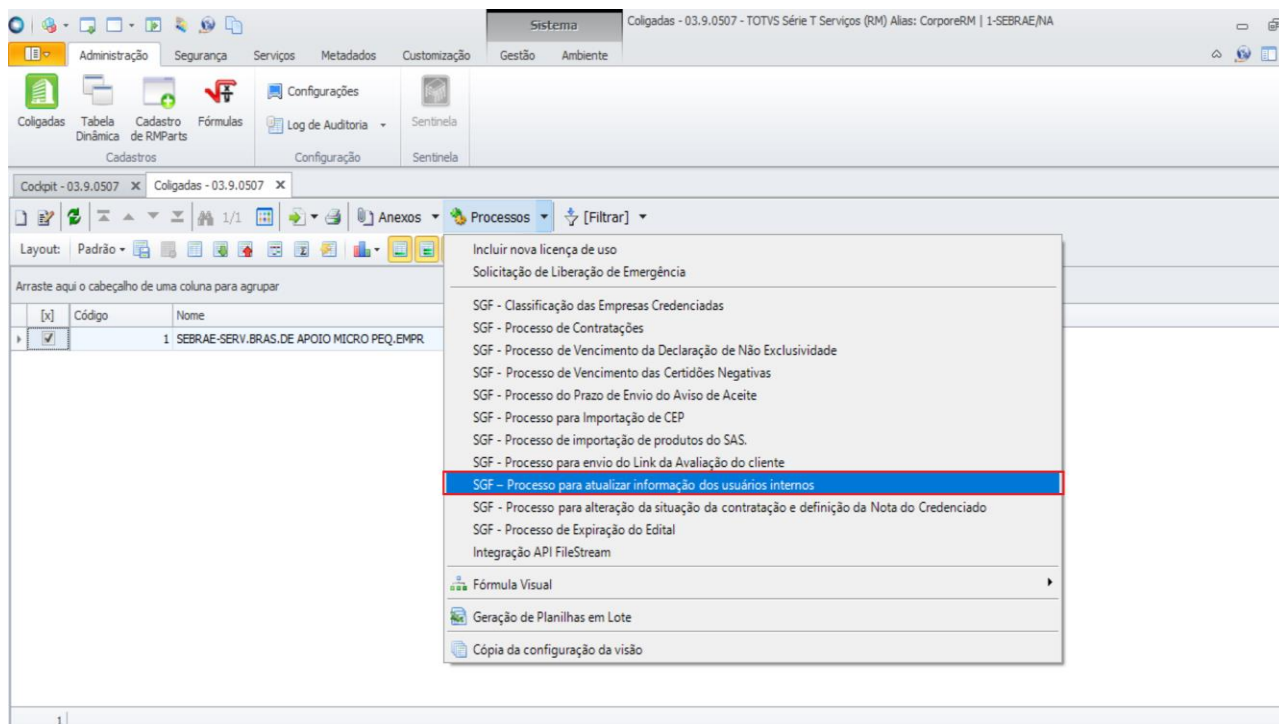 Sistema
Coligadas - 03.9.0507 - TOTVS Série T Serviços (RM) Alias: CorporeRM | 1-SEBRAE/NA
Administração Segurança Serviços Metadados Customização Gestão Ambiente
Coligadas
Tabela Dinâmica
Cadastro de RMParts
Fórmulas
Configurações
Log de Auditoria
Sentinela
Cadastros Configuração Sentinela
Cockpit - 03.9.0507 Coligadas - 03.9.0507
1/1 Anexos Processos [Filtrar]
Layout: Padrão
Arraste aqui o cabeçalho de uma coluna para agrupar
[x] Código Nome
1 SEBRAE-SERV.BRAS.DE APOIO MICRO PEQ.EMPR
Incluir nova licença de uso
Solicitação de Liberação de Emergência
SGF - Classificação das Empresas Credenciadas
SGF - Processo de Contratações
SGF - Processo de Vencimento da Declaração de Não Exclusividade
SGF - Processo de Vencimento das Certidões Negativas
SGF - Processo do Prazo de Envio do Aviso de Aceite
SGF - Processo para Importação de CEP
SGF - Processo de importação de produtos do SAS.
SGF - Processo para envio do Link da Avaliação do cliente
SGF – Processo para atualizar informação dos usuários internos
SGF - Processo para alteração da situação da contratação e definição da Nota do Credenciado
SGF - Processo de Expiração do Edital
Integração API FileStream
Fórmula Visual
Geração de Planilhas em Lote
Cópia da configuração da visão
1